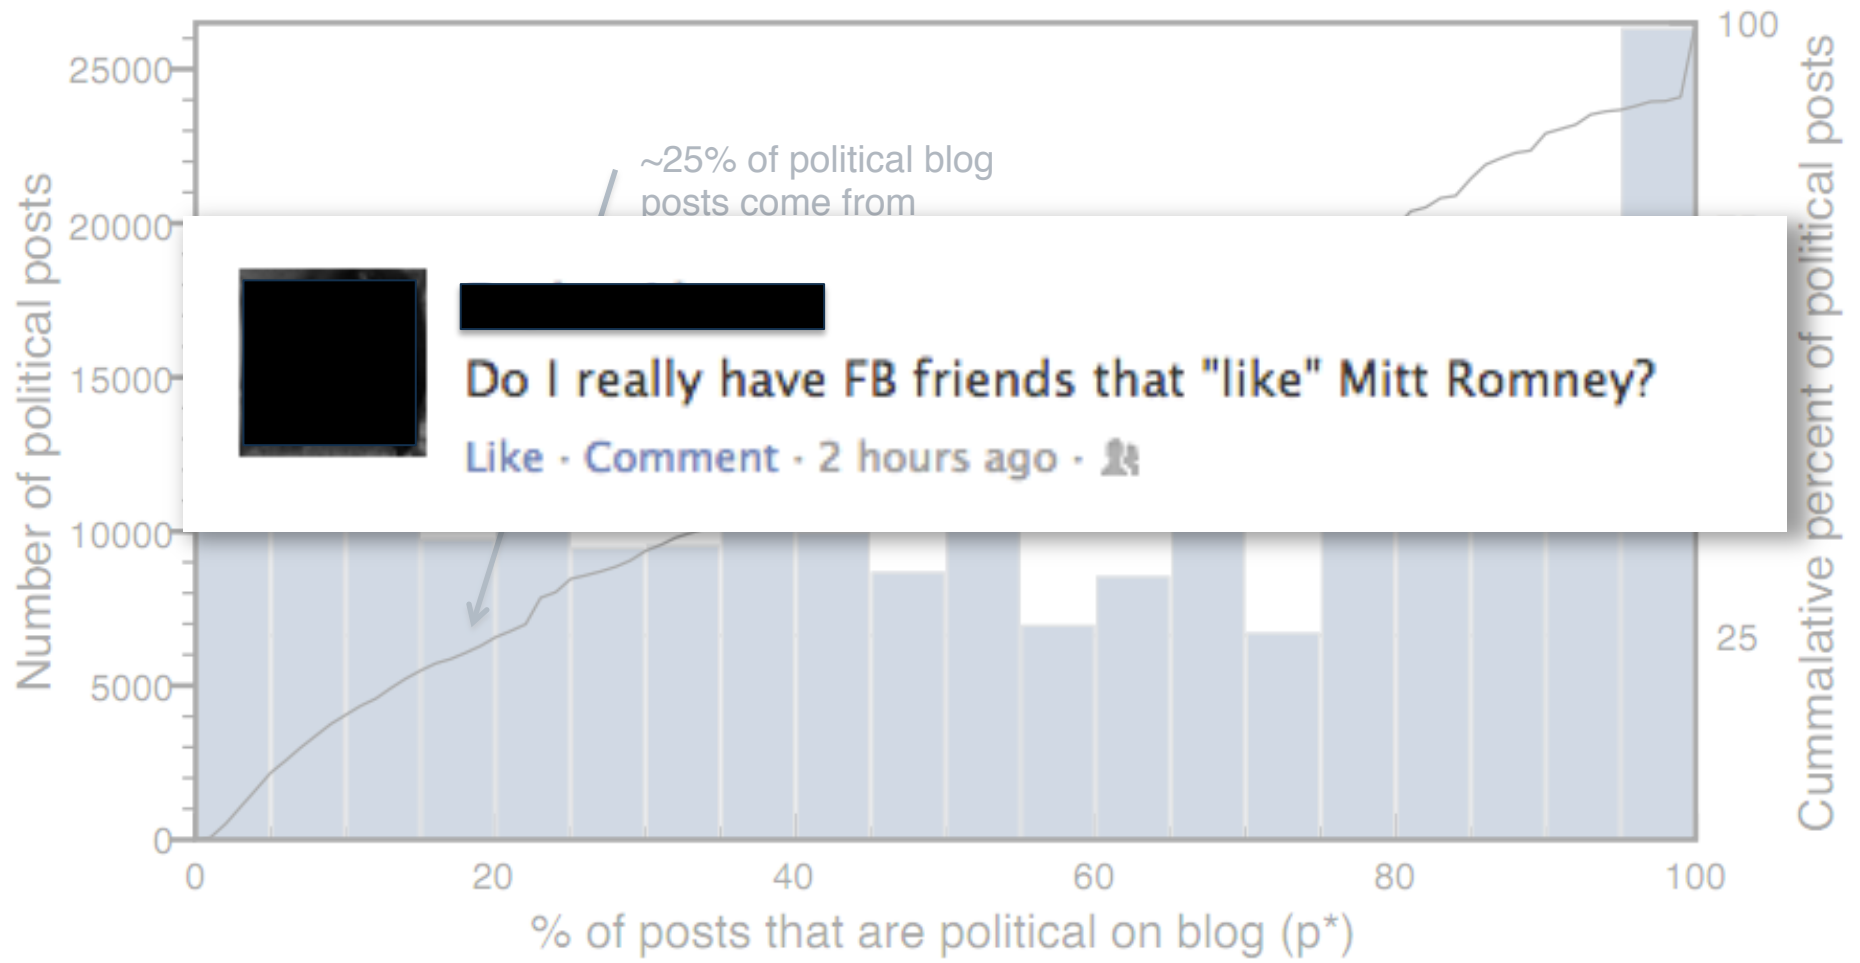 100
25000
~25% of political blog
posts come from
20000
Do I really have FB friends that "like" Mitt Romney?
Like · Comment · 2 hours ago ·
15000
10000
5000
25
0
0 20 40 60 80 100
% of posts that are political on blog (p*)
Number of political posts
Cummalative percent of political posts